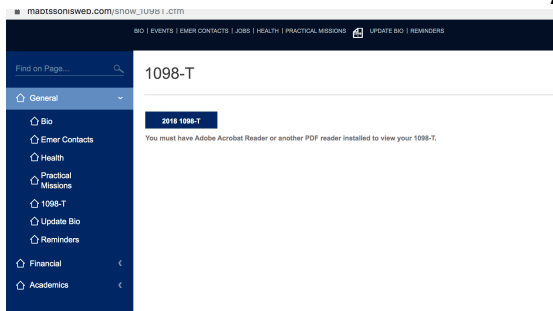 mabtssonisweb.com/show_10981.cfm
BIO | EVENTS | EMER CONTACTS | JOBS | HEALTH | PRACTICAL MISSIONS UPDATE BIO | REMINDERS
Find on Page...
1098-T
General
2018 1098-T
You must have Adobe Acrobat Reader or another PDF reader installed to view your 1098-T.
Bio
Emer Contacts
Health
Practical
Missions
1098-T
Update Bio
Reminders
Financial
Academics